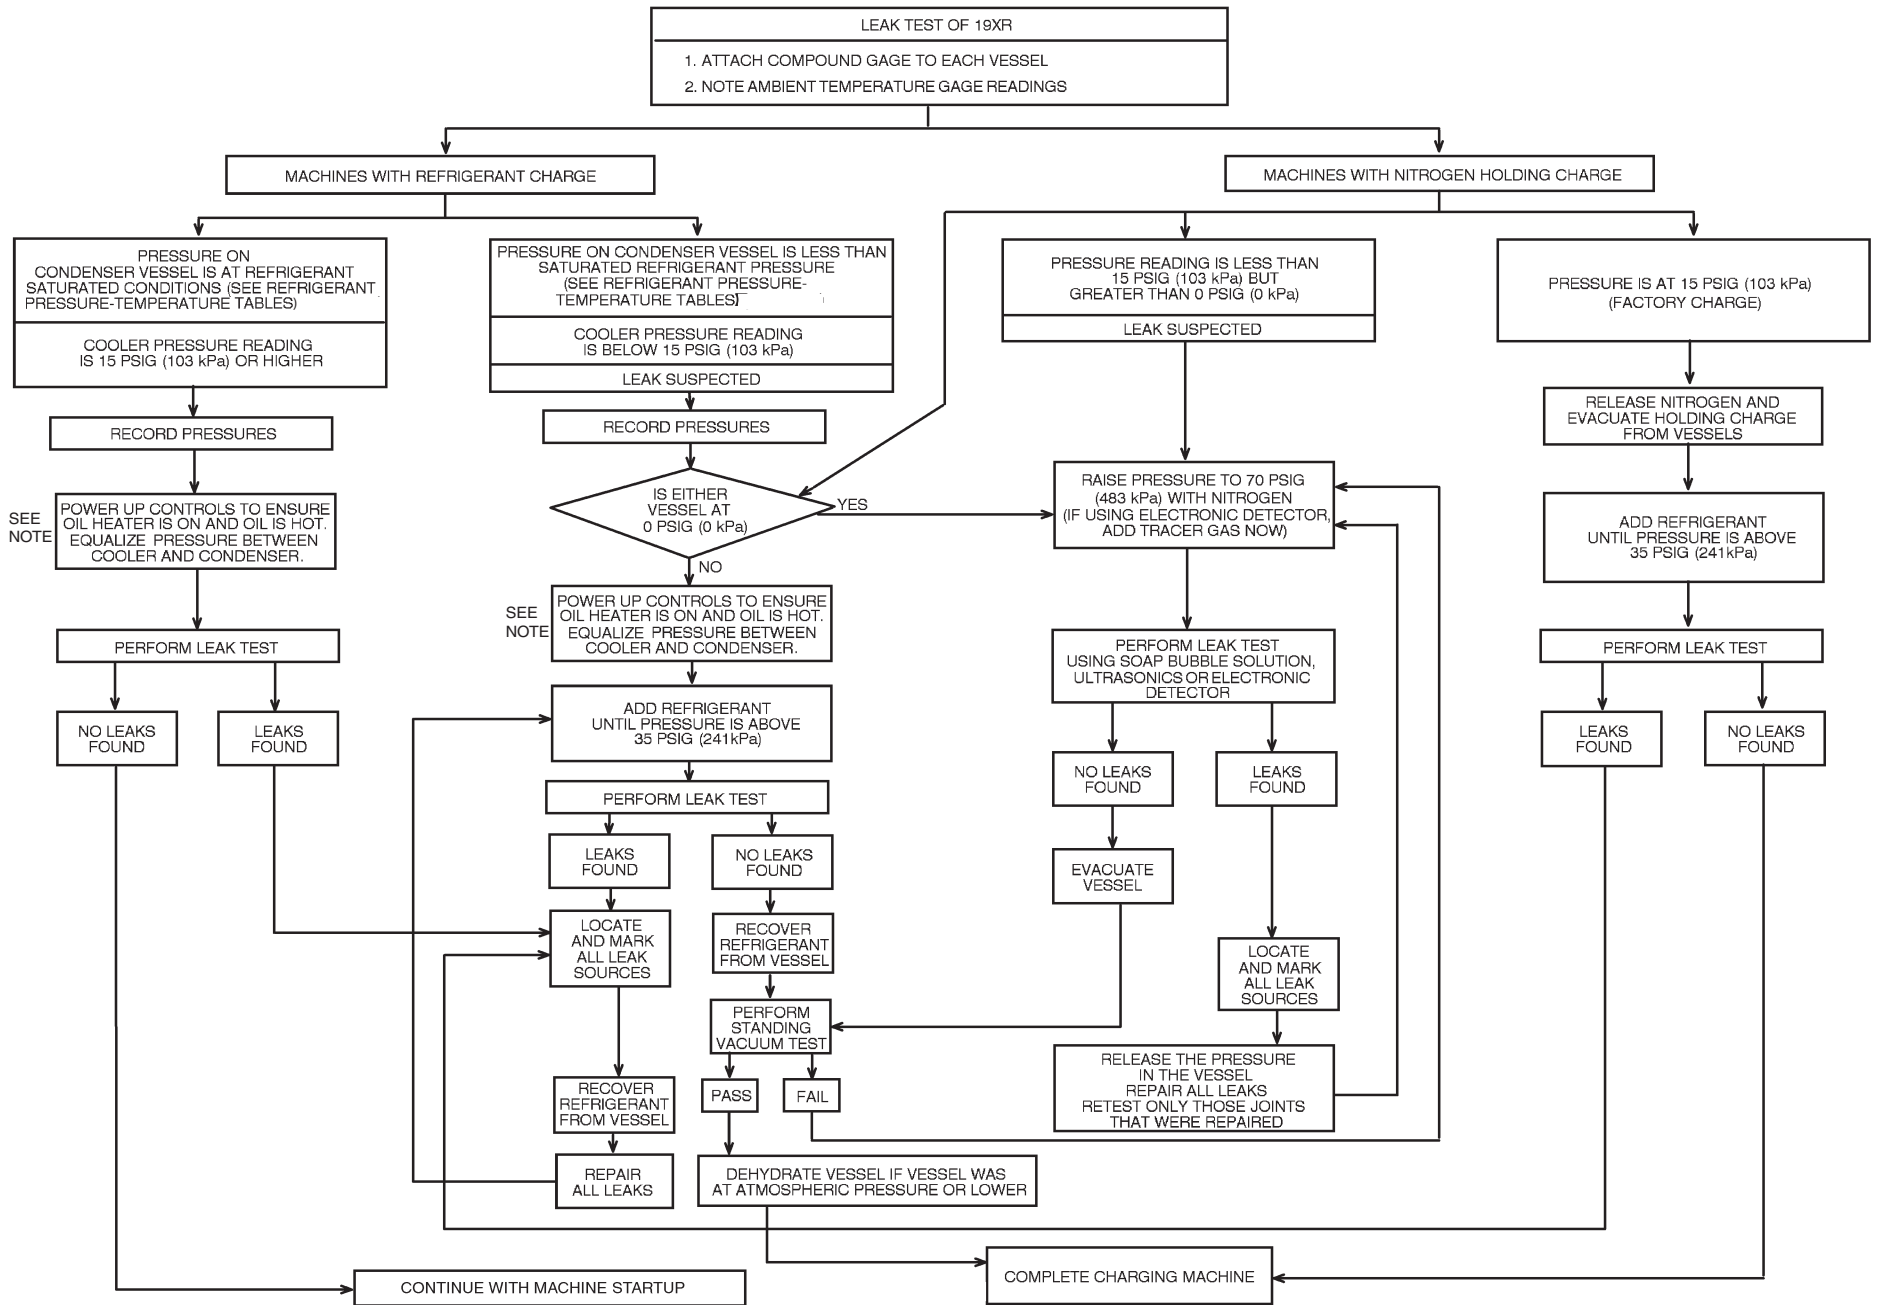 LEAK TEST OF 19XR
1. ATTACH COMPOUND GAGE TO EACH VESSEL
2. NOTE AMBIENT TEMPERATURE GAGE READINGS
MACHINES WITH REFRIGERANT CHARGE
MACHINES WITH NITROGEN HOLDING CHARGE
PRESSURE ON
CONDENSER VESSEL IS AT REFRIGERANT
SATURATED CONDITIONS (SEE REFRIGERANT
PRESSURE-TEMPERATURE TABLES)
COOLER PRESSURE READING
IS 15 PSIG (103 kPa) OR HIGHER
RECORD PRESSURES
SEE
NOTE
POWER UP CONTROLS TO ENSURE
OIL HEATER IS ON AND OIL IS HOT.
EQUALIZE PRESSURE BETWEEN
COOLER AND CONDENSER.
PERFORM LEAK TEST
NO LEAKS
FOUND
LEAKS
FOUND
PRESSURE ON CONDENSER VESSEL IS LESS THAN
SATURATED REFRIGERANT PRESSURE
(SEE REFRIGERANT PRESSURE-
TEMPERATURE TABLES)
COOLER PRESSURE READING
IS BELOW 15 PSIG (103 kPa)
LEAK SUSPECTED
RECORD PRESSURES
IS EITHER
VESSEL AT
0 PSIG (0 kPa)
YES
NO
SEE
NOTE
POWER UP CONTROLS TO ENSURE
OIL HEATER IS ON AND OIL IS HOT.
EQUALIZE PRESSURE BETWEEN
COOLER AND CONDENSER.
ADD REFRIGERANT
UNTIL PRESSURE IS ABOVE
35 PSIG (241kPa)
PERFORM LEAK TEST
LEAKS
FOUND
NO LEAKS
FOUND
LOCATE
AND MARK
ALL LEAK
SOURCES
RECOVER
REFRIGERANT
FROM VESSEL
PERFORM
STANDING
VACUUM TEST
PASS
FAIL
RECOVER
REFRIGERANT
FROM VESSEL
REPAIR
ALL LEAKS
DEHYDRATE VESSEL IF VESSEL WAS
AT ATMOSPHERIC PRESSURE OR LOWER
PRESSURE READING IS LESS THAN
15 PSIG (103 kPa) BUT
GREATER THAN 0 PSIG (0 kPa)
LEAK SUSPECTED
RAISE PRESSURE TO 70 PSIG
(483 kPa) WITH NITROGEN
(IF USING ELECTRONIC DETECTOR,
ADD TRACER GAS NOW)
PERFORM LEAK TEST
USING SOAP BUBBLE SOLUTION,
ULTRASONICS OR ELECTRONIC
DETECTOR
NO LEAKS
FOUND
LEAKS
FOUND
EVACUATE
VESSEL
LOCATE
AND MARK
ALL LEAK
SOURCES
RELEASE THE PRESSURE
IN THE VESSEL
REPAIR ALL LEAKS
RETEST ONLY THOSE JOINTS
THAT WERE REPAIRED
PRESSURE IS AT 15 PSIG (103 kPa)
(FACTORY CHARGE)
RELEASE NITROGEN AND
EVACUATE HOLDING CHARGE
FROM VESSELS
ADD REFRIGERANT
UNTIL PRESSURE IS ABOVE
35 PSIG (241kPa)
PERFORM LEAK TEST
LEAKS
FOUND
NO LEAKS
FOUND
CONTINUE WITH MACHINE STARTUP
COMPLETE CHARGING MACHINE